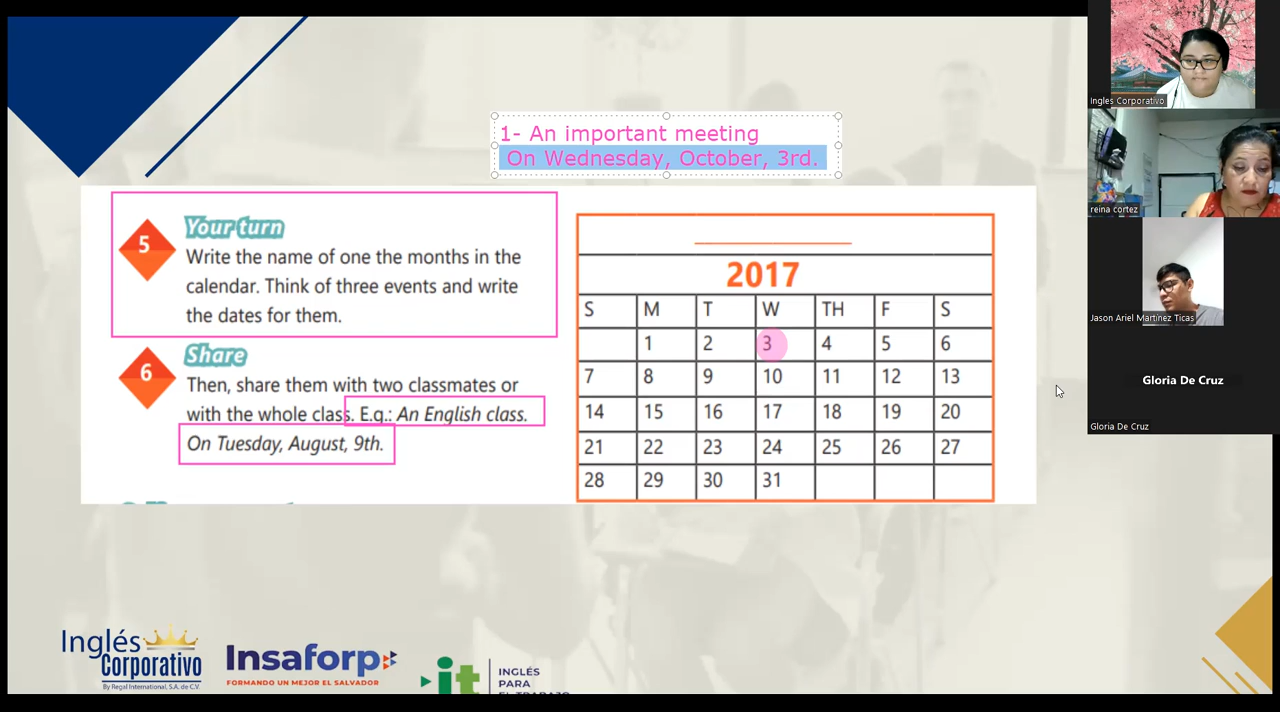 1- An important meeting
On Wednesday, October, 3rd.
5
Your turn
Write the name of one the months in the
calendar. Think of three events and write
the dates for them.
6
Share
Then, share them with two classmates or
with the whole class. E.q.: An English class.
On Tuesday, August, 9th.
2017
S M T W TH F S
1 2 3 4 5 6
7 8 9 10 11 12 13
14 15 16 17 18 19 20
21 22 23 24 25 26 27
28 29 30 31
Inglés
Corporativo
By Regal International, S.A. de C.V.
Insaforp
FORMANDO UN MEJOR EL SALVADOR
it
INGLÉS
PARA
EL TRABAJO
Ingles Corporativo
reina cortez
Jason Ariel Martinez Ticas
Gloria De Cruz
Gloria De Cruz